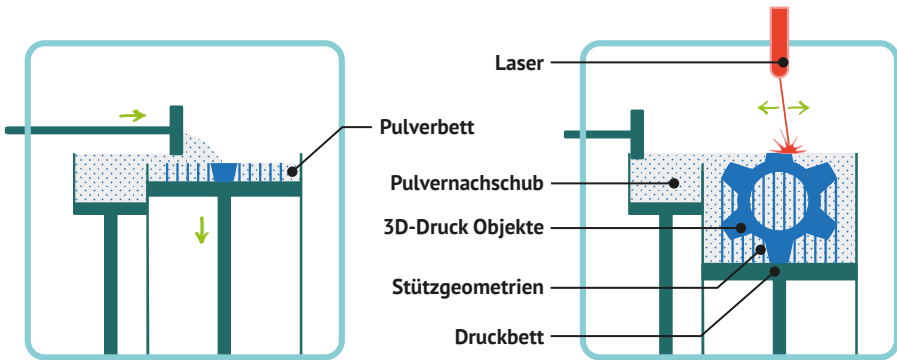 Laser
Pulverbett
Pulvernachschub
3D-Druck Objekte
Stützgeometrien
Druckbett